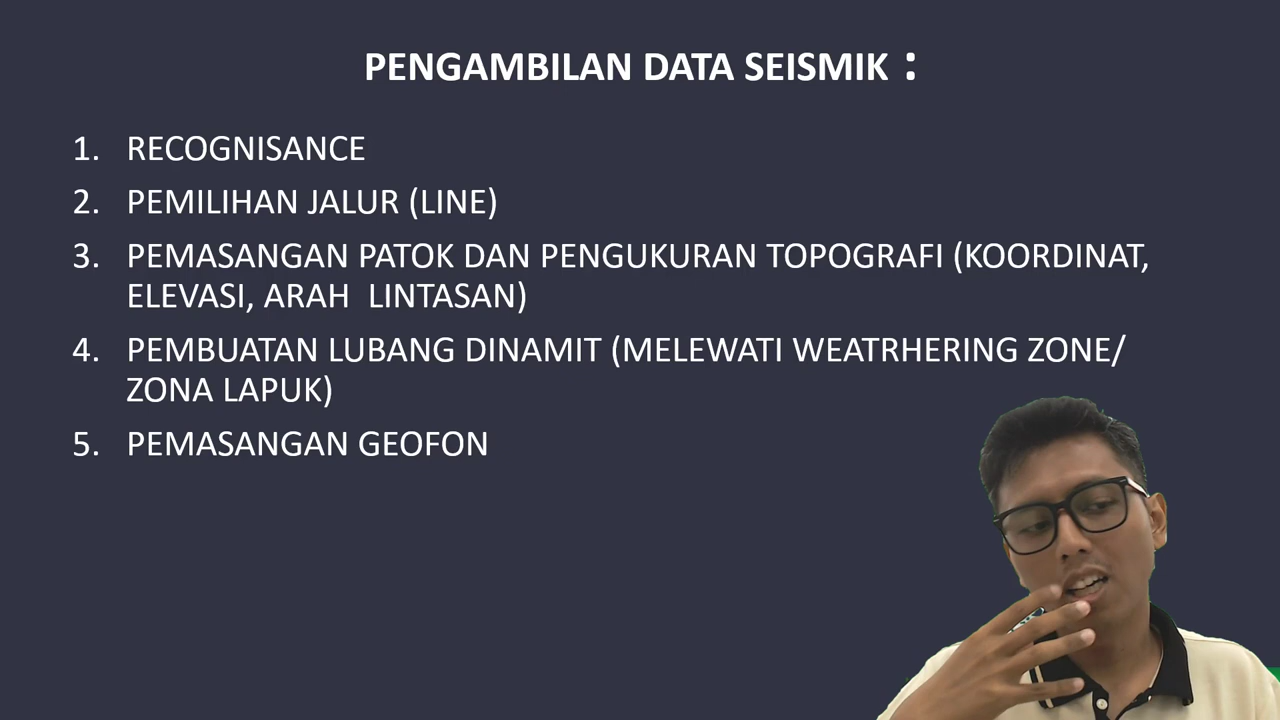 PENGAMBILAN DATA SEISMIK :
1. RECOGNISANCE
2. PEMILIHAN JALUR (LINE)
3. PEMASANGAN PATOK DAN PENGUKURAN TOPOGRAFI (KOORDINAT,
ELEVASI, ARAH LINTASAN)
4. PEMBUATAN LUBANG DINAMIT (MELEWATI WEATRHERING ZONE/
ZONA LAPUK)
5. PEMASANGAN GEOFON